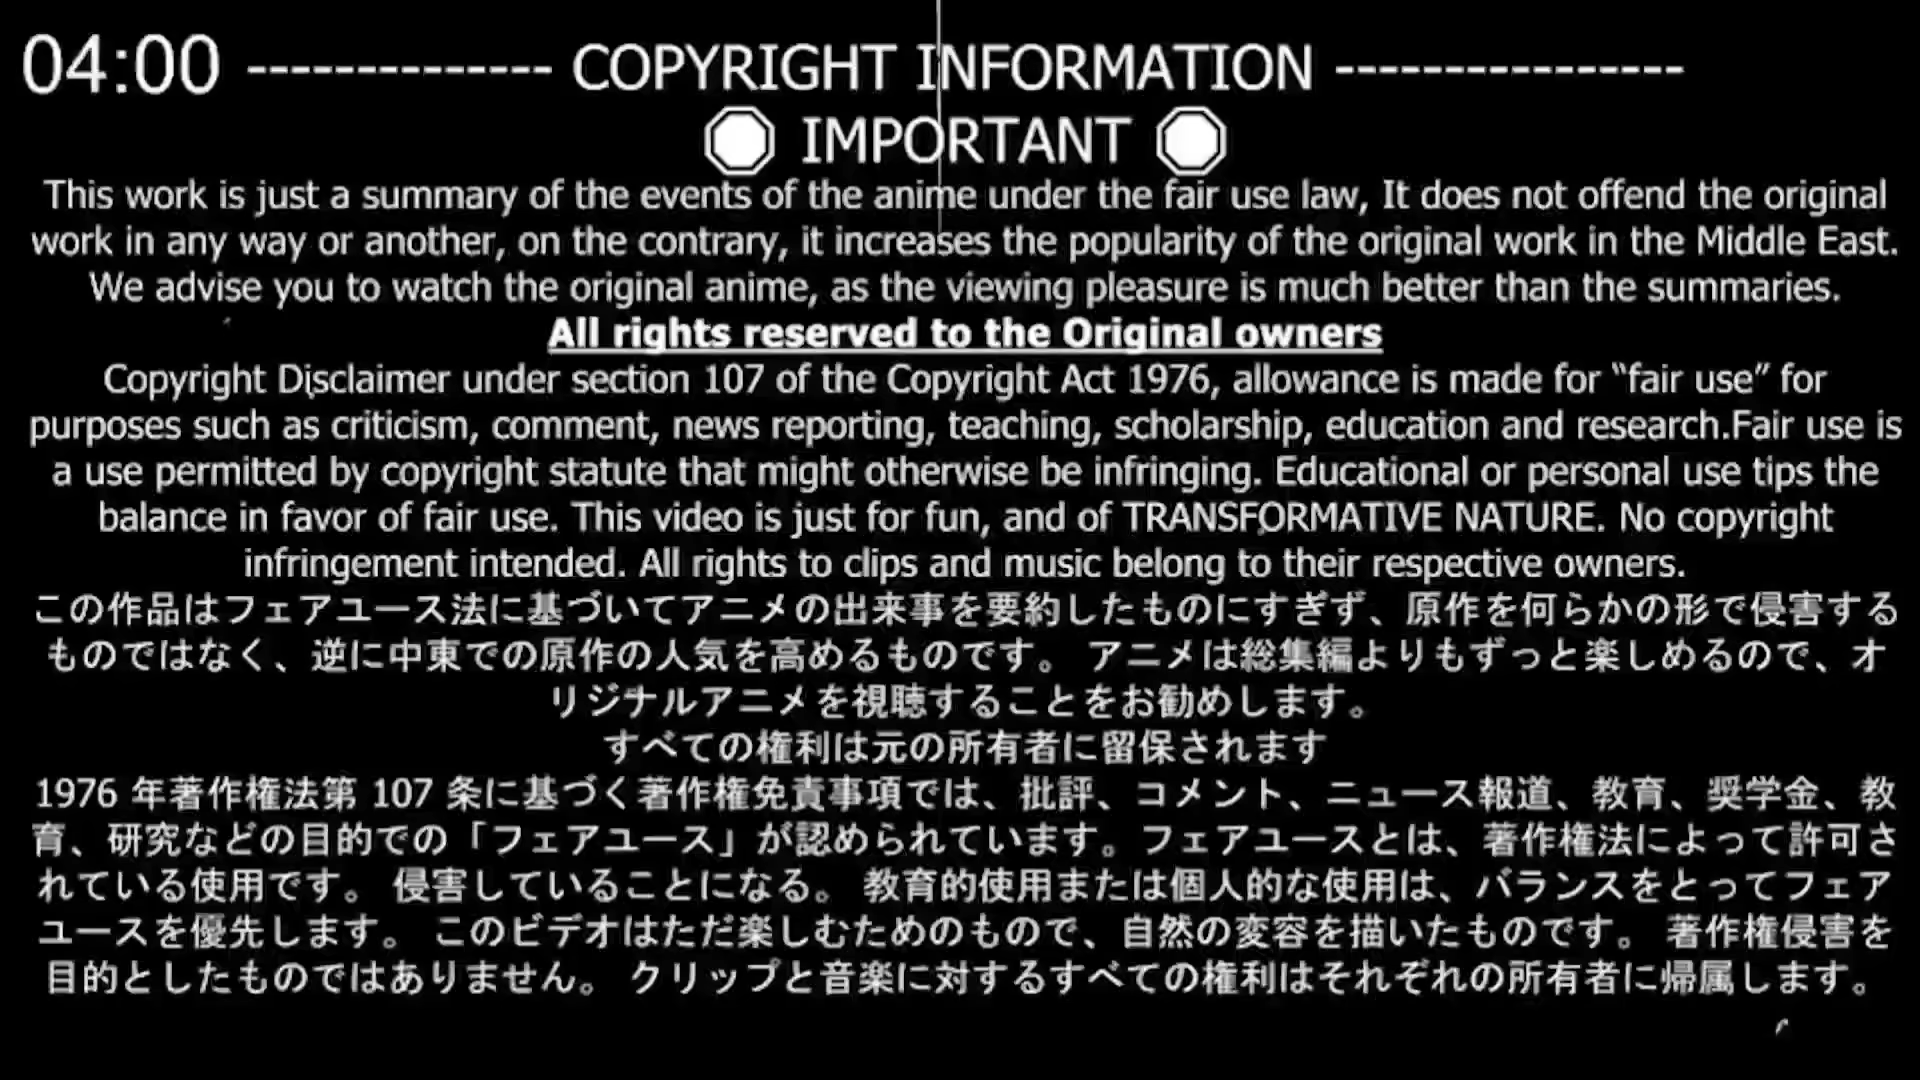 04:00 -------------- COPYRIGHT INFORMATION ----------------
IMPORTANT
This work is just a summary of the events of the anime under the fair use law, It does not offend the original
work in any way or another, on the contrary, it increases the popularity of the original work in the Middle East.
We advise you to watch the original anime, as the viewing pleasure is much better than the summaries.
All rights reserved to the Original owners
Copyright Disclaimer under section 107 of the Copyright Act 1976, allowance is made for “fair use” for
purposes such as criticism, comment, news reporting, teaching, scholarship, education and research.Fair use is
a use permitted by copyright statute that might otherwise be infringing. Educational or personal use tips the
balance in favor of fair use. This video is just for fun, and of TRANSFORMATIVE NATURE. No copyright
infringement intended. All rights to clips and music belong to their respective owners.
この作品はフェアユース法に基づいてアニメの出来事を要約したものにすぎず、原作を何らかの形で侵害する
ものではなく、逆に中東での原作の人気を高めるものです。 アニメは総集編よりもずっと楽しめるので、オ
リジナルアニメを視聴することをお勧めします。
すべての権利は元の所有者に留保されます
1976 年著作権法第 107 条に基づく著作権免責事項では、批評、コメント、ニュース報道、教育、奨学金、教
育、研究などの目的での「フェアユース」が認められています。フェアユースとは、著作権法によって許可さ
れている使用です。 侵害していることになる。 教育的使用または個人的な使用は、バランスをとってフェア
ユースを優先します。 このビデオはただ楽しむためのもので、自然の変容を描いたものです。 著作権侵害を
目的としたものではありません。 クリップと音楽に対するすべての権利はそれぞれの所有者に帰属します。